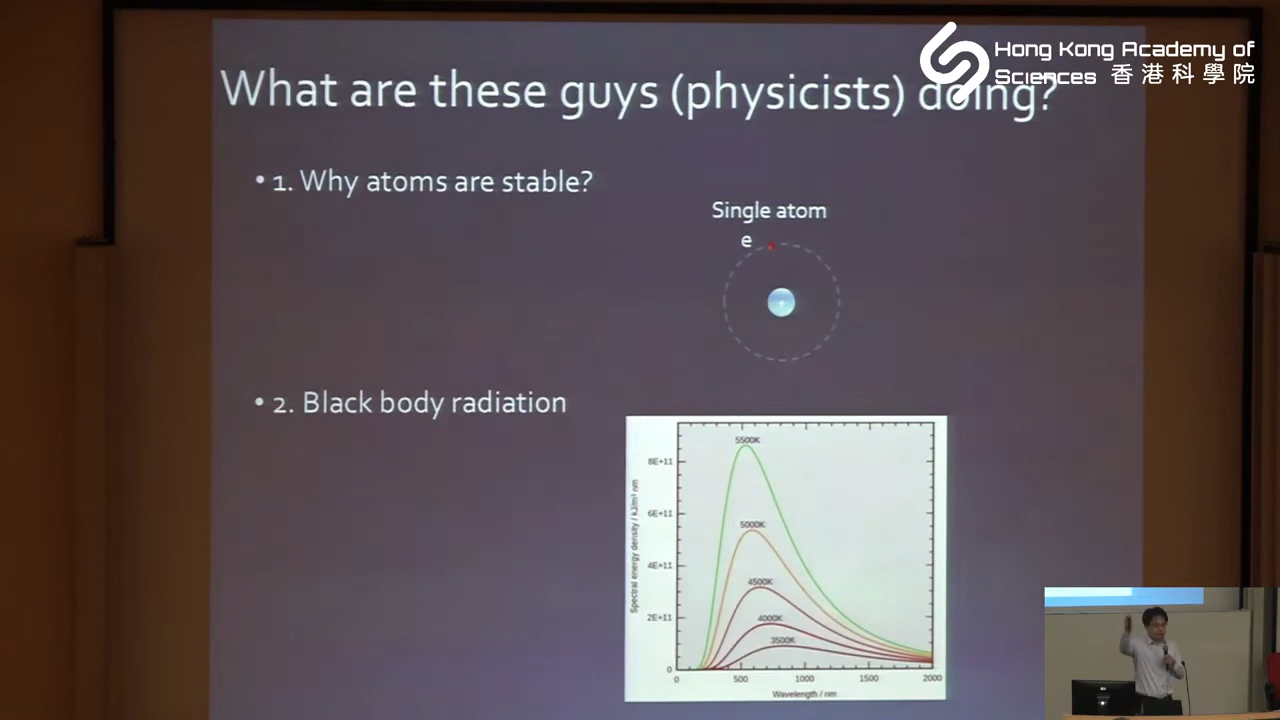 Hong Kong Academy of
Sciences 香港科學院
What are these guys (physicists) doing?
• 1. Why atoms are stable?
Single atom
e
+
• 2. Black body radiation
5500K
8E+11
5000K
6E+11
4500K
4E+11
4000K
2E+11
3500K
0
0 500 1000 1500 2000
Spectral energy density / kJ/m³ nm
Wavelength / nm